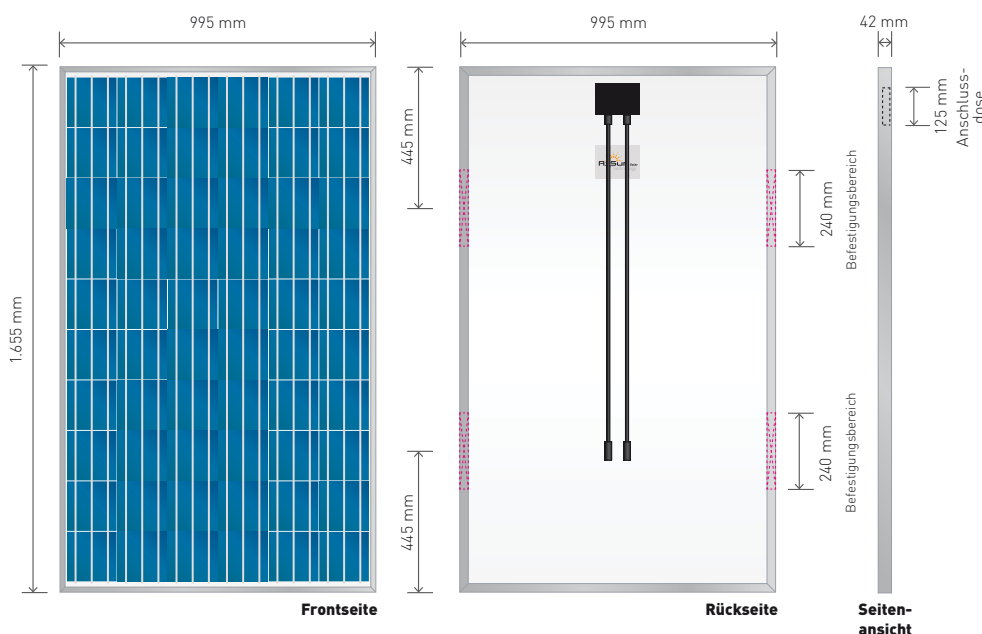 995 mm
995 mm
42 mm
1.655 mm
445 mm
445 mm
240 mm
Befestigungsbereich
240 mm
Befestigungsbereich
125 mm
Anschluss-
dose
Frontseite
Rückseite
Seiten-
ansicht